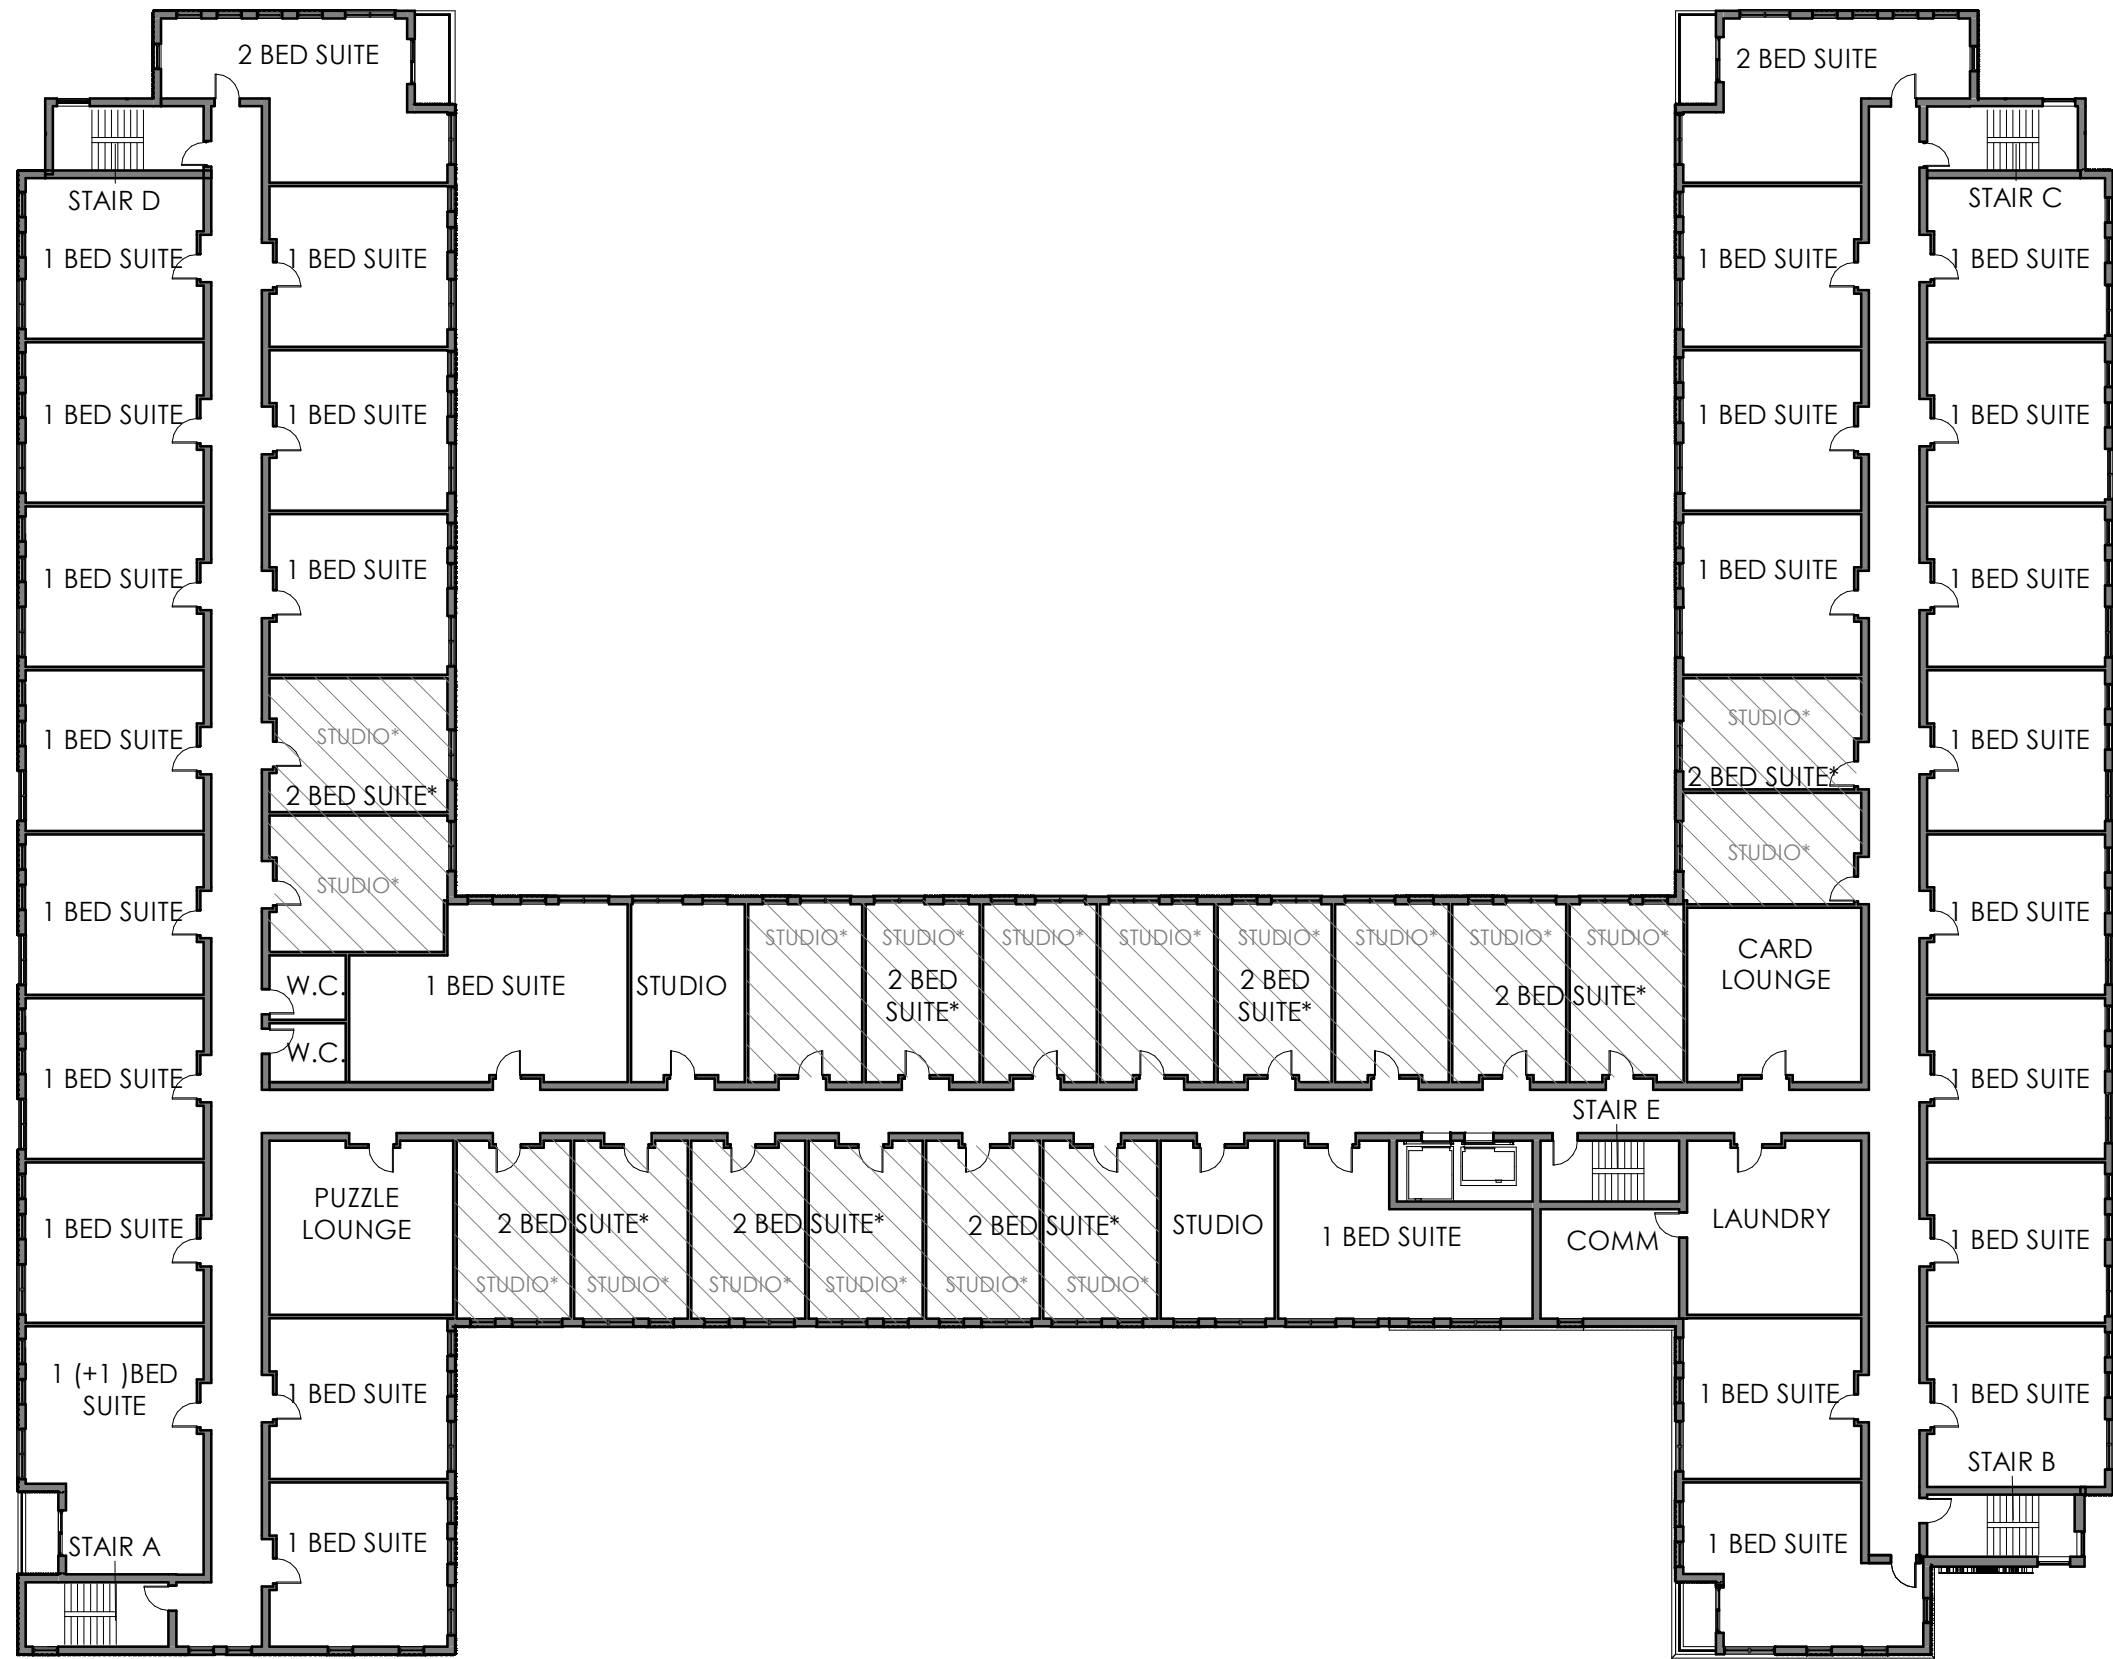 2 BED SUITE
2 BED SUITE
STAIR D
STAIR C
1 BED SUITE
1 BED SUITE
1 BED SUITE
1 BED SUITE
1 BED SUITE
1 BED SUITE
1 BED SUITE
1 BED SUITE
1 BED SUITE
1 BED SUITE
1 BED SUITE
1 BED SUITE
1 BED SUITE
STUDIO*
2 BED SUITE*
STUDIO*
STUDIO*
2 BED SUITE*
STUDIO*
1 BED SUITE
1 BED SUITE
1 BED SUITE
W.C.
W.C.
1 BED SUITE
STUDIO
STUDIO*
STUDIO*
STUDIO*
STUDIO*
STUDIO*
STUDIO*
STUDIO*
STUDIO*
2 BED
SUITE*
2 BED
SUITE*
2 BED SUITE*
CARD
LOUNGE
1 BED SUITE
1 BED SUITE
STAIR E
1 BED SUITE
PUZZLE
LOUNGE
2 BED SUITE*
2 BED SUITE*
2 BED SUITE*
STUDIO*
STUDIO*
STUDIO*
STUDIO*
STUDIO*
STUDIO*
STUDIO
1 BED SUITE
COMM
LAUNDRY
1 BED SUITE
1 (+1 )BED
SUITE
1 BED SUITE
1 BED SUITE
1 BED SUITE
STAIR B
STAIR A
1 BED SUITE
1 BED SUITE